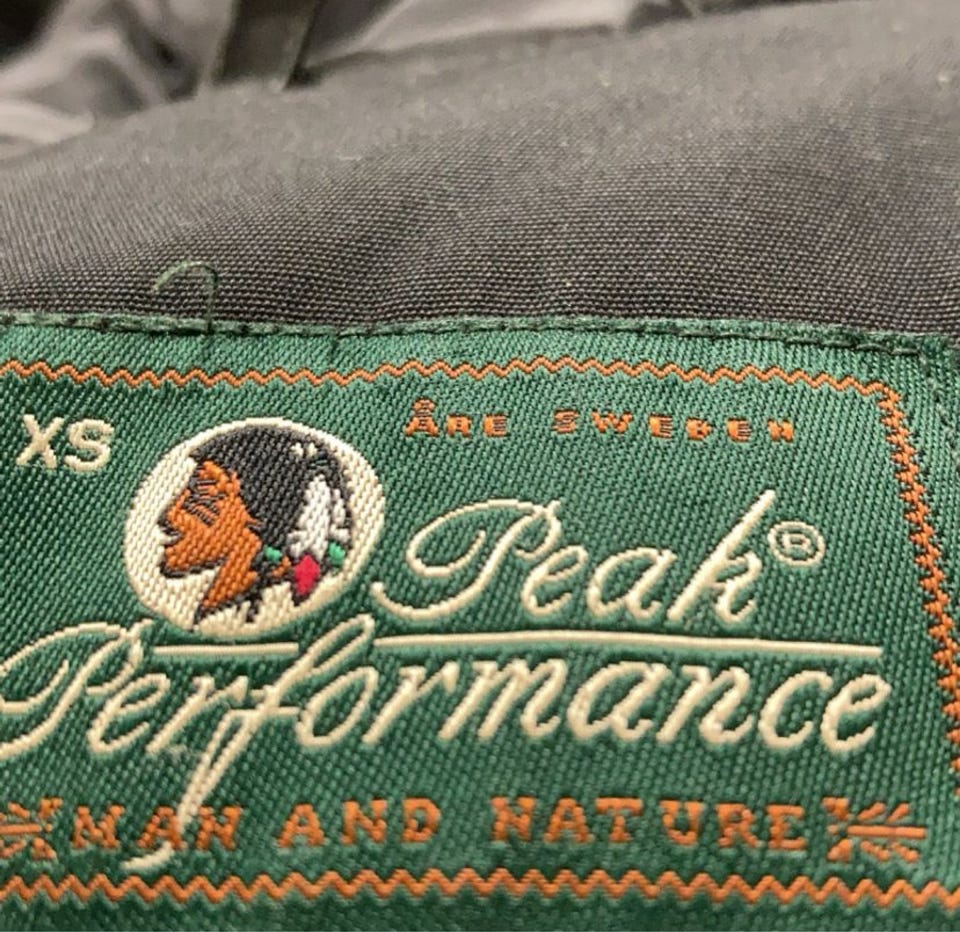 XS
ÅRE SWEDEN
Peak®
Performance
MAN AND NATURE